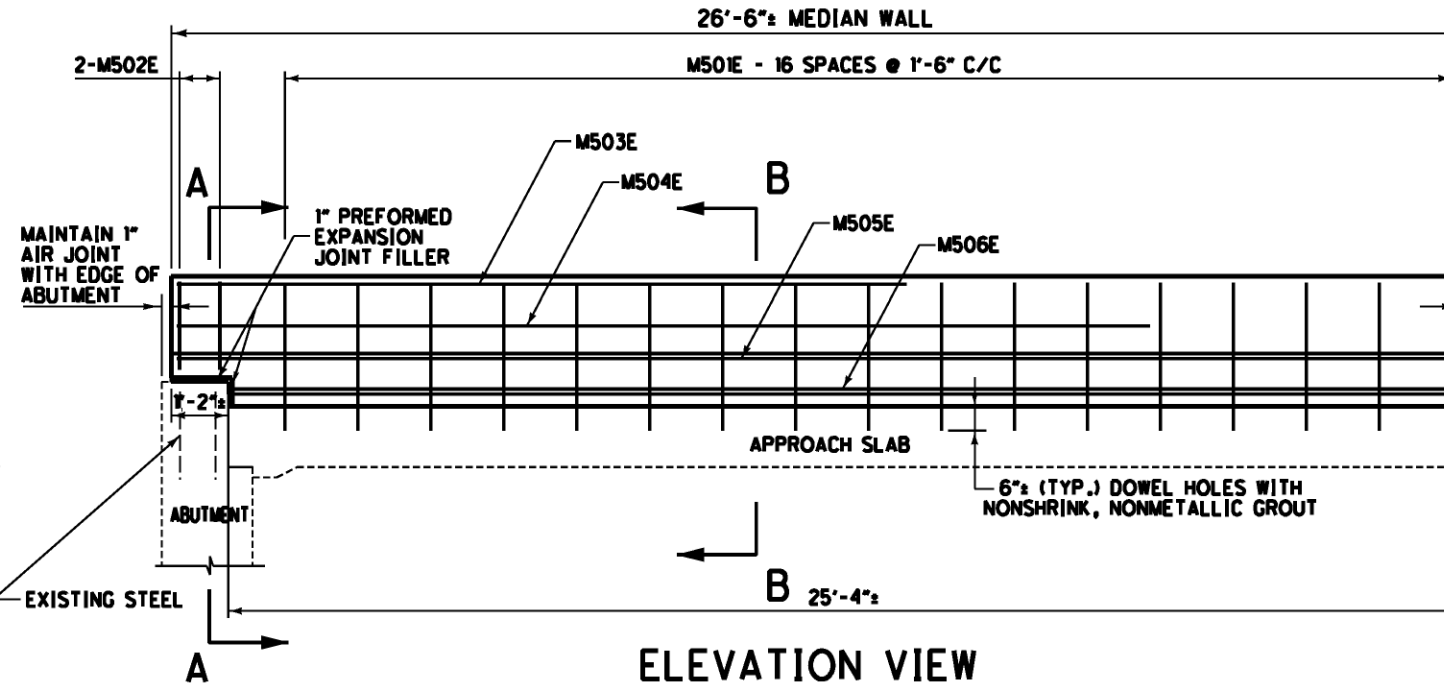 26'-6"± MEDIAN WALL
2-M502E
M501E - 16 SPACES @ 1'-6" C/C
M503E
A
B
M504E
1" PREFORMED
EXPANSION
JOINT FILLER
MAINTAIN 1"
AIR JOINT
WITH EDGE OF
ABUTMENT
M505E
M506E
1'-2"±
APPROACH SLAB
6"± (TYP.) DOWEL HOLES WITH
NONSHRINK, NONMETALLIC GROUT
ABUTMENT
EXISTING STEEL
B
25'-4"±
A
ELEVATION VIEW